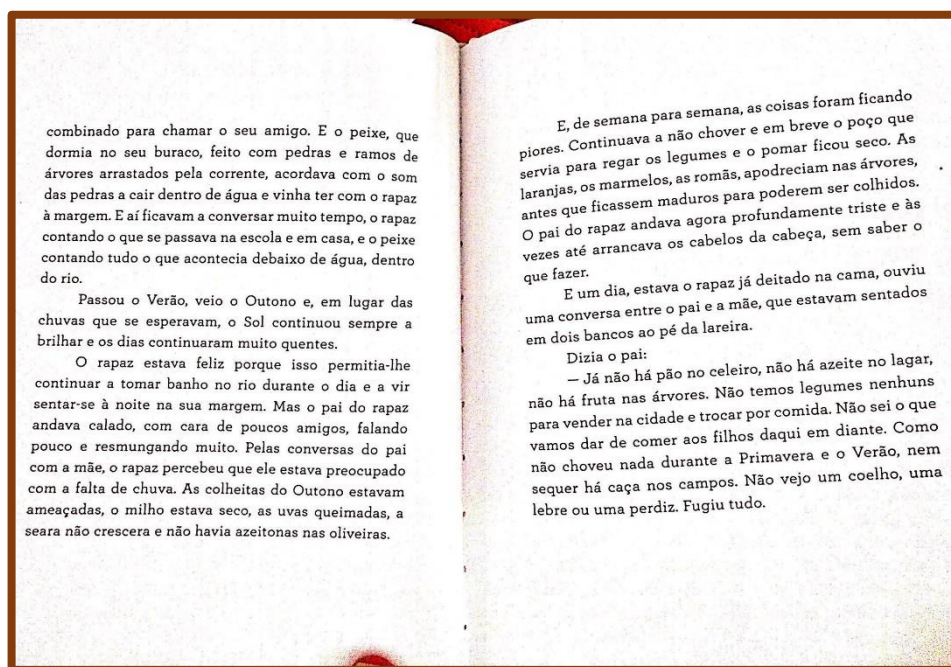 combinado para chamar o seu amigo. E o peixe, que
dormia no seu buraco, feito com pedras e ramos de
árvores arrastados pela corrente, acordava com o som
das pedras a cair dentro de água e vinha ter com o rapaz
à margem. E aí ficavam a conversar muito tempo, o rapaz
contando o que se passava na escola e em casa, e o peixe
contando tudo o que acontecia debaixo de água, dentro
do rio.
Passou o Verão, veio o Outono e, em lugar das
chuvas que se esperavam, o Sol continuou sempre a
brilhar e os dias continuaram muito quentes.
O rapaz estava feliz porque isso permitia-lhe
continuar a tomar banho no rio durante o dia e a vir
sentar-se à noite na sua margem. Mas o pai do rapaz
andava calado, com cara de poucos amigos, falando
pouco e resmungando muito. Pelas conversas do pai
com a mãe, o rapaz percebeu que ele estava preocupado
com a falta de chuva. As colheitas do Outono estavam
ameaçadas, o milho estava seco, as uvas queimadas, a
seara não crescera e não havia azeitonas nas oliveiras.
E, de semana para semana, as coisas foram ficando
piores. Continuava a não chover e em breve o poço que
servia para regar os legumes e o pomar ficou seco. As
laranjas, os marmelos, as romãs, apodreciam nas árvores,
antes que ficassem maduros para poderem ser colhidos.
O pai do rapaz andava agora profundamente triste e às
vezes até arrancava os cabelos da cabeça, sem saber o
que fazer.
E um dia, estava o rapaz já deitado na cama, ouviu
uma conversa entre o pai e a mãe, que estavam sentados
em dois bancos ao pé da lareira.
Dizia o pai:
— Já não há pão no celeiro, não há azeite no lagar,
não há fruta nas árvores. Não temos legumes nenhuns
para vender na cidade e trocar por comida. Não sei o que
vamos dar de comer aos filhos daqui em diante. Como
não choveu nada durante a Primavera e o Verão, nem
sequer há caça nos campos. Não vejo um coelho, uma
lebre ou uma perdiz. Fugiu tudo.